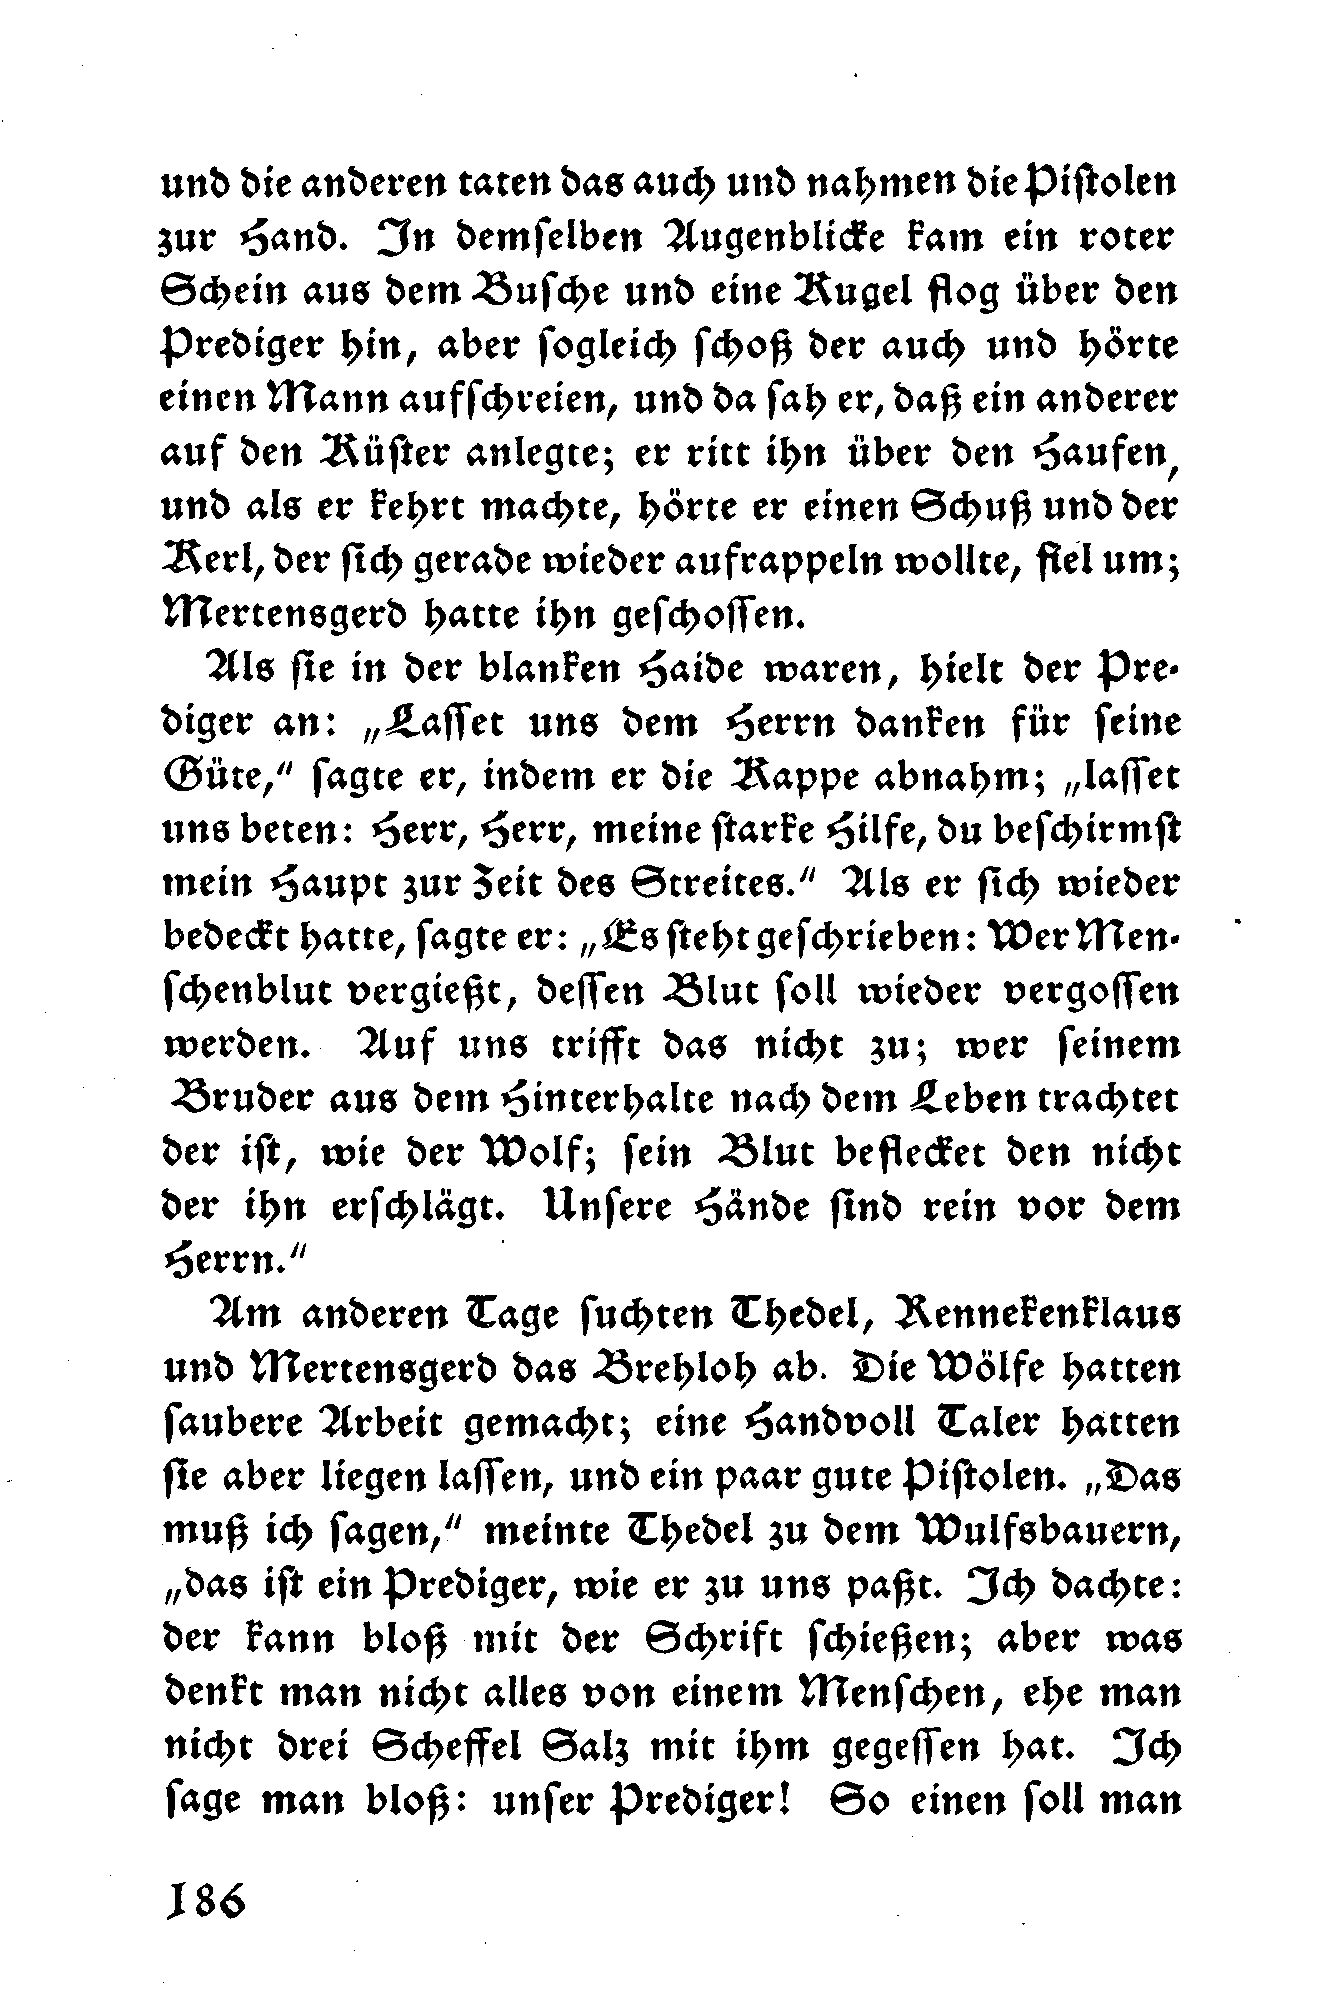 und die anderen taten das auch und nahmen die Pistolen
zur Hand. In demselben Augenblicke kam ein roter
Schein aus dem Busche und eine Kugel flog über den
Prediger hin, aber sogleich schoß der auch und hörte
einen Mann aufschreien, und da sah er, daß ein anderer
auf den Küster anlegte; er ritt ihn über den Haufen,
und als er kehrt machte, hörte er einen Schuß und der
Kerl, der sich gerade wieder aufrappeln wollte, fiel um;
Mertensgerd hatte ihn geschossen.
Als sie in der blanken Haide waren, hielt der Pre-
diger an: „Lasset uns dem Herrn danken für seine
Güte,“ sagte er, indem er die Kappe abnahm; „lasset
uns beten: Herr, Herr, meine starke Hilfe, du beschirmst
mein Haupt zur Zeit des Streites.“ Als er sich wieder
bedeckt hatte, sagte er: „Es steht geschrieben: Wer Men-
schenblut vergießt, dessen Blut soll wieder vergossen
werden. Auf uns trifft das nicht zu; wer seinem
Bruder aus dem Hinterhalte nach dem Leben trachtet
der ist, wie der Wolf; sein Blut beflecket den nicht
der ihn erschlägt. Unsere Hände sind rein vor dem
Herrn.“
Am anderen Tage suchten Thedel, Rennekenklaus
und Mertensgerd das Brehloh ab. Die Wölfe hatten
saubere Arbeit gemacht; eine Handvoll Taler hatten
sie aber liegen lassen, und ein paar gute Pistolen. „Das
muß ich sagen,“ meinte Thedel zu dem Wulfsbauern,
„das ist ein Prediger, wie er zu uns paßt. Ich dachte:
der kann bloß mit der Schrift schießen; aber was
denkt man nicht alles von einem Menschen, ehe man
nicht drei Scheffel Salz mit ihm gegessen hat. Ich
sage man bloß: unser Prediger! So einen soll man
186